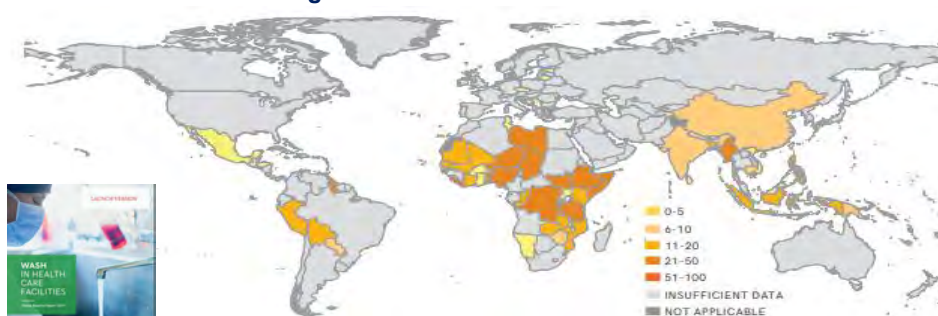 WASH
IN HEALTH
CARE
FACILITIES
0-5
6-10
11-20
21-50
51-100
INSUFFICIENT DATA
NOT APPLICABLE